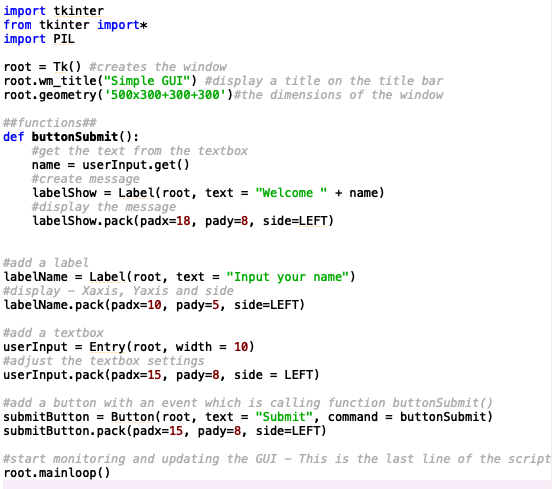 import tkinter
from tkinter import*
import PIL
root = Tk() #creates the window
root.wm_title("Simple GUI") #display a title on the title bar
root.geometry('500x300+300+300')#the dimensions of the window
##functions##
def buttonSubmit():
    #get the text from the textbox
    name = userInput.get()
    #create message
    labelShow = Label(root, text = "Welcome " + name)
    #display the message
    labelShow.pack(padx=18, pady=8, side=LEFT)
#add a label
labelName = Label(root, text = "Input your name")
#display – Xaxis, Yaxis and side
labelName.pack(padx=10, pady=5, side=LEFT)
#add a textbox
userInput = Entry(root, width = 10)
#adjust the textbox settings
userInput.pack(padx=15, pady=8, side = LEFT)
#add a button with an event which is calling function buttonSubmit()
submitButton = Button(root, text = "Submit", command = buttonSubmit)
submitButton.pack(padx=15, pady=8, side=LEFT)
#start monitoring and updating the GUI – This is the last line of the script
root.mainloop()